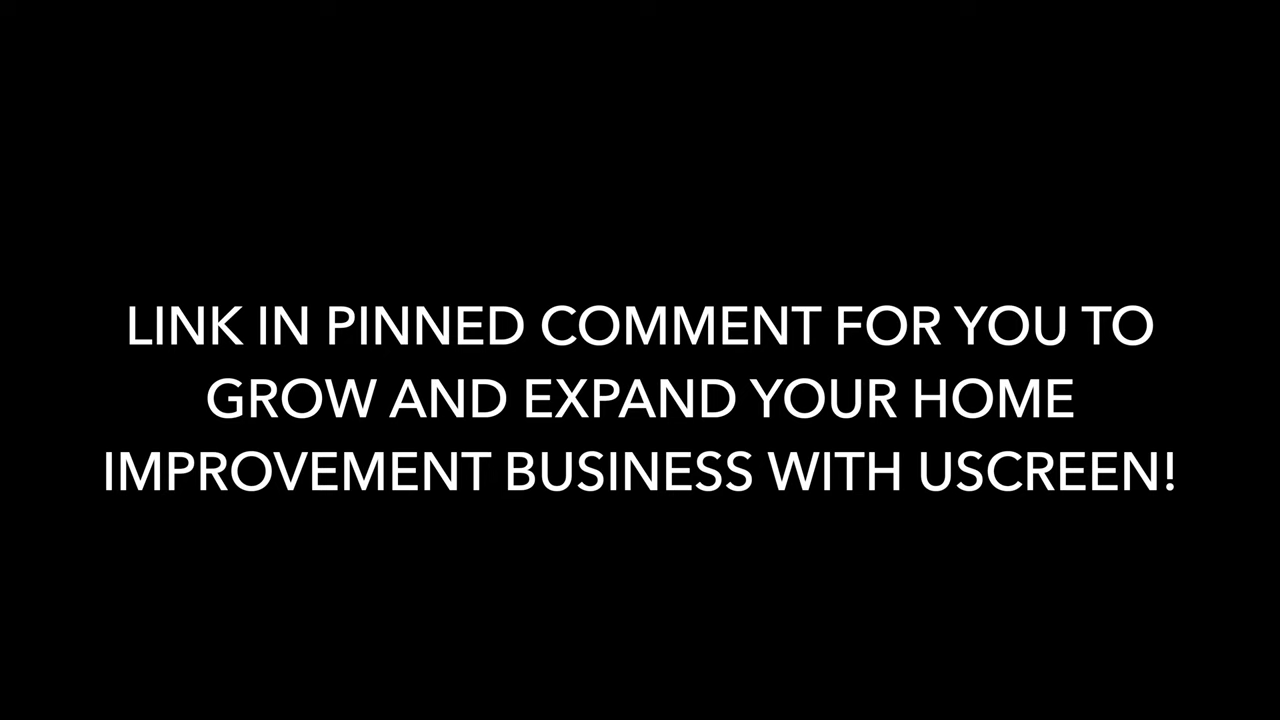 LINK IN PINNED COMMENT FOR YOU TO
GROW AND EXPAND YOUR HOME
IMPROVEMENT BUSINESS WITH USCREEN!